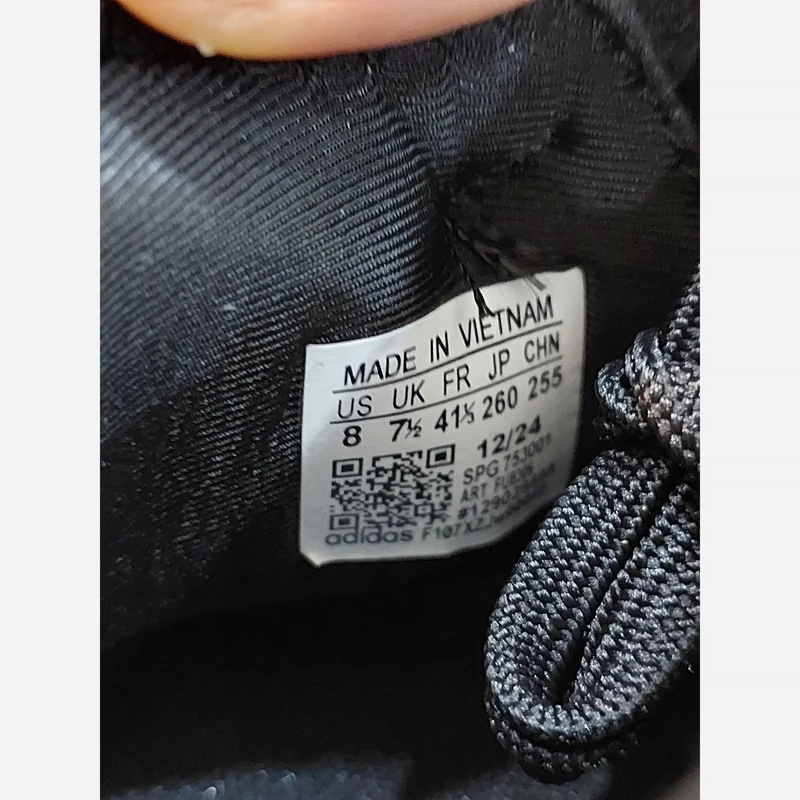 MADE IN VIETNAM
US UK FR JP CHN
8 7½ 41⅓ 260 255
12/24
SPG 753001
ART
adidas